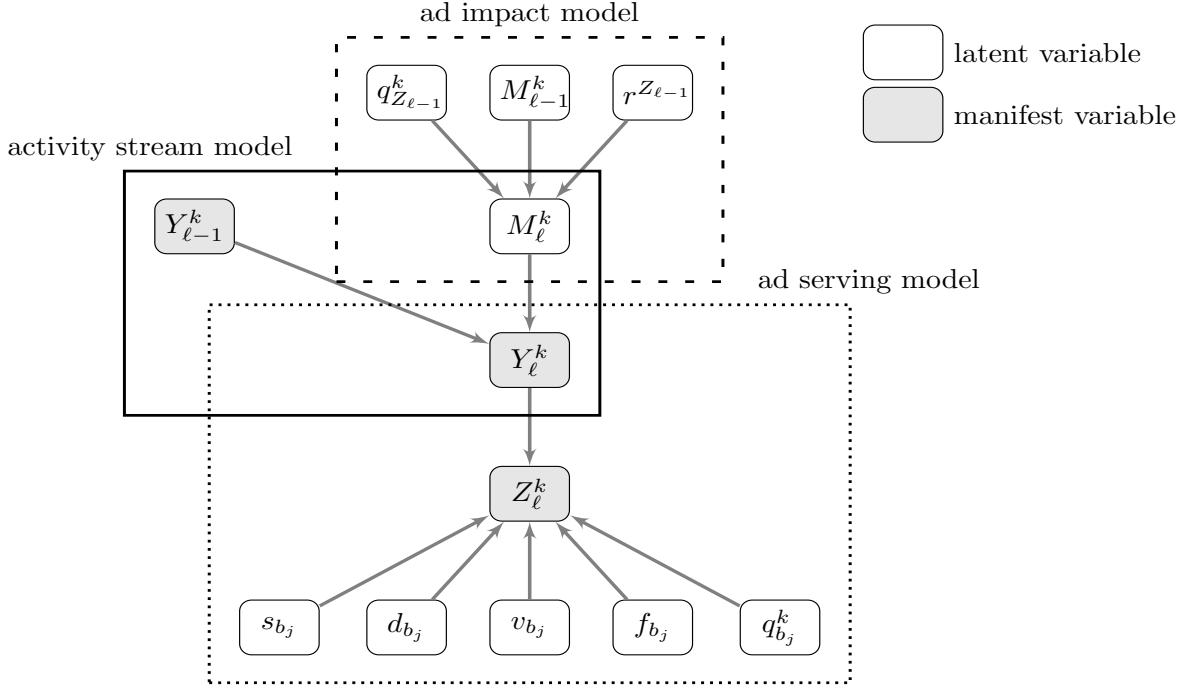 ad impact model
latent variable
manifest variable
q^k_{Z_{ℓ−1}} M^k_{ℓ−1} r^{Z_{ℓ−1}}
activity stream model
Y^k_{ℓ−1} M^k_ℓ
ad serving model
Y^k_ℓ
Z^k_ℓ
s_{b_j} d_{b_j} v_{b_j} f_{b_j} q^k_{b_j}